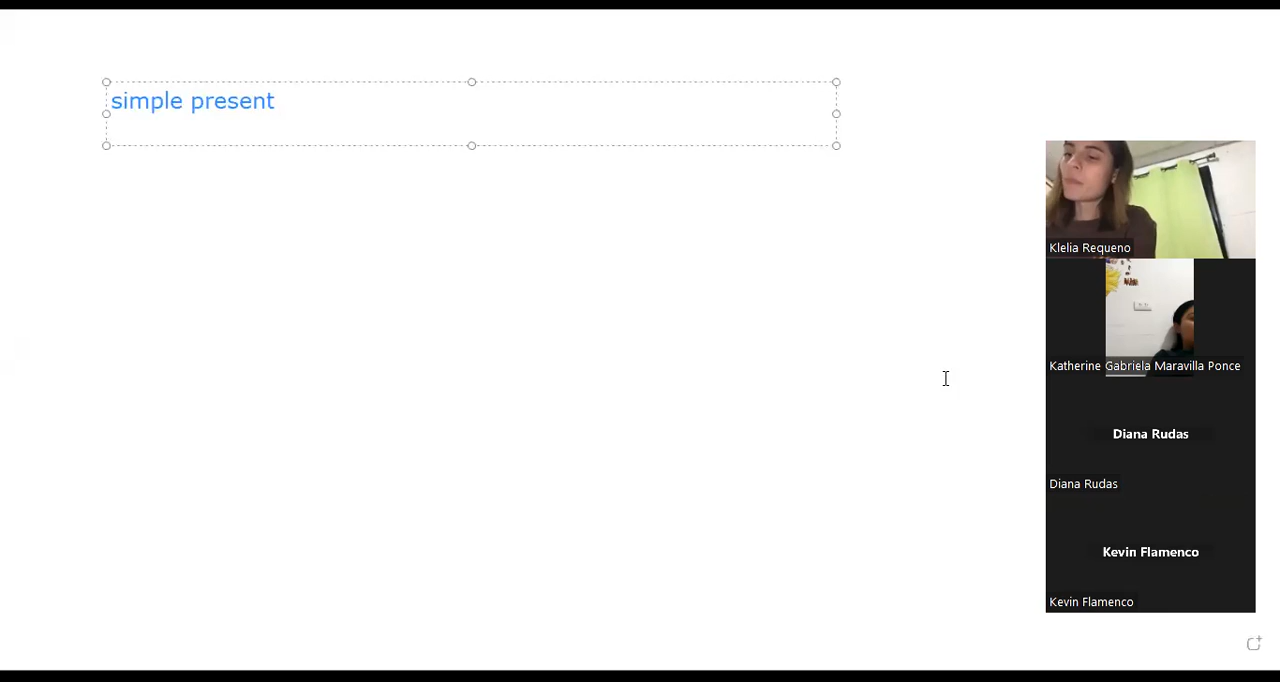 simple present
Klelia Requeno
Katherine Gabriela Maravilla Ponce
Diana Rudas
Diana Rudas
Kevin Flamenco
Kevin Flamenco